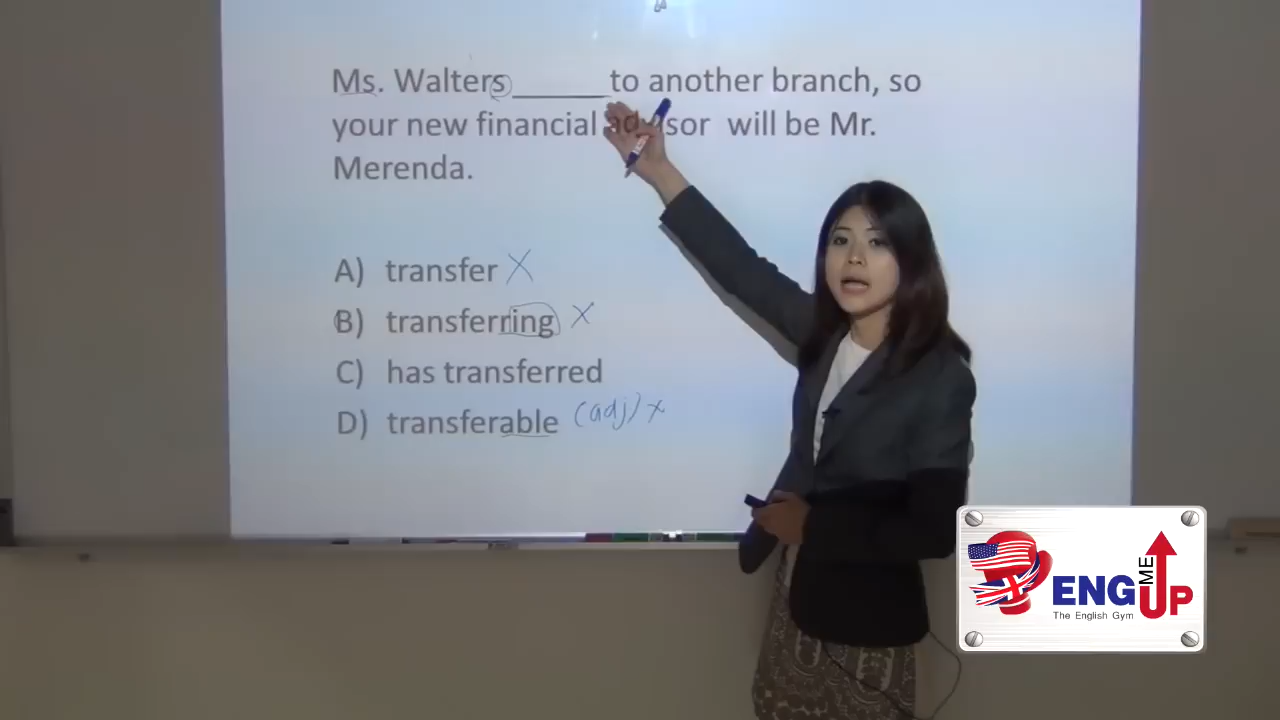 Ms. Walters ______ to another branch, so
your new financial advisor will be Mr.
Merenda.
A) transfer X
B) transferring x
C) has transferred
D) transferable (adj) x
ENG ME UP
The English Gym